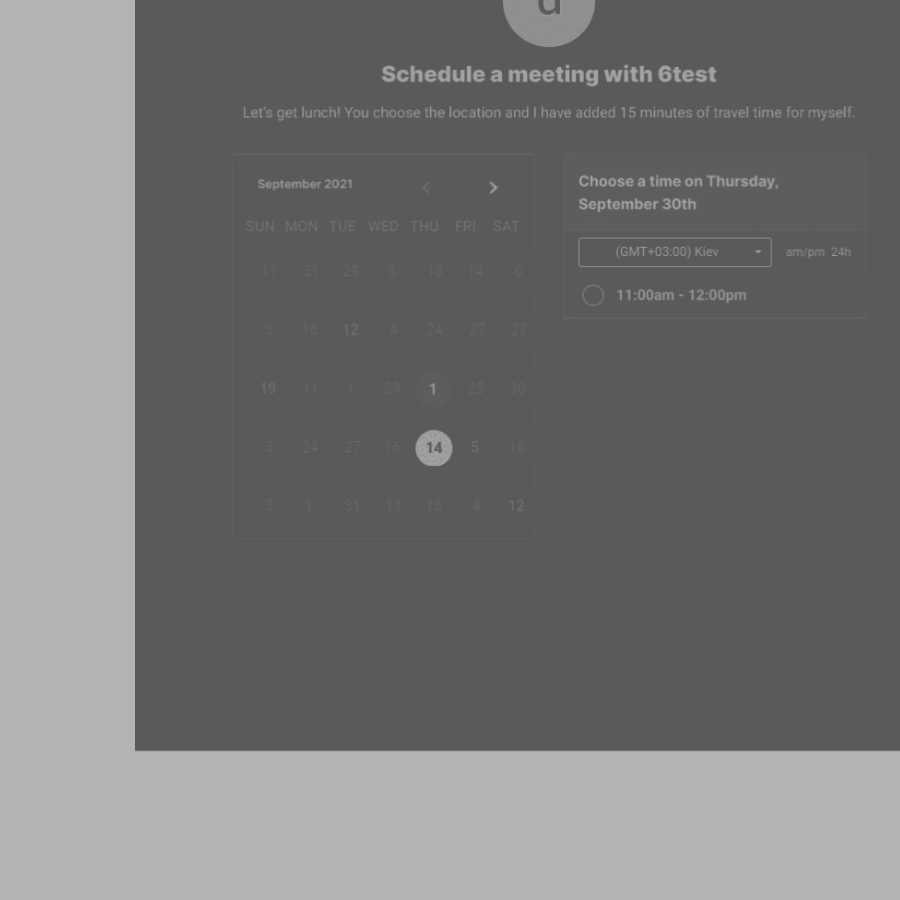 Schedule a meeting with 6test
Let's get lunch! You choose the location and I have added 15 minutes of travel time for myself.
September 2021
SUN MON TUE WED THU FRI SAT
11 31 29 8 18 14 6
3 16 12 4 24 27 27
19 11 1 29 1 25 30
3 24 27 16 14 5 16
3 1 31 11 16 4 12
Choose a time on Thursday,
September 30th
(GMT+03:00) Kiev am/pm 24h
11:00am - 12:00pm